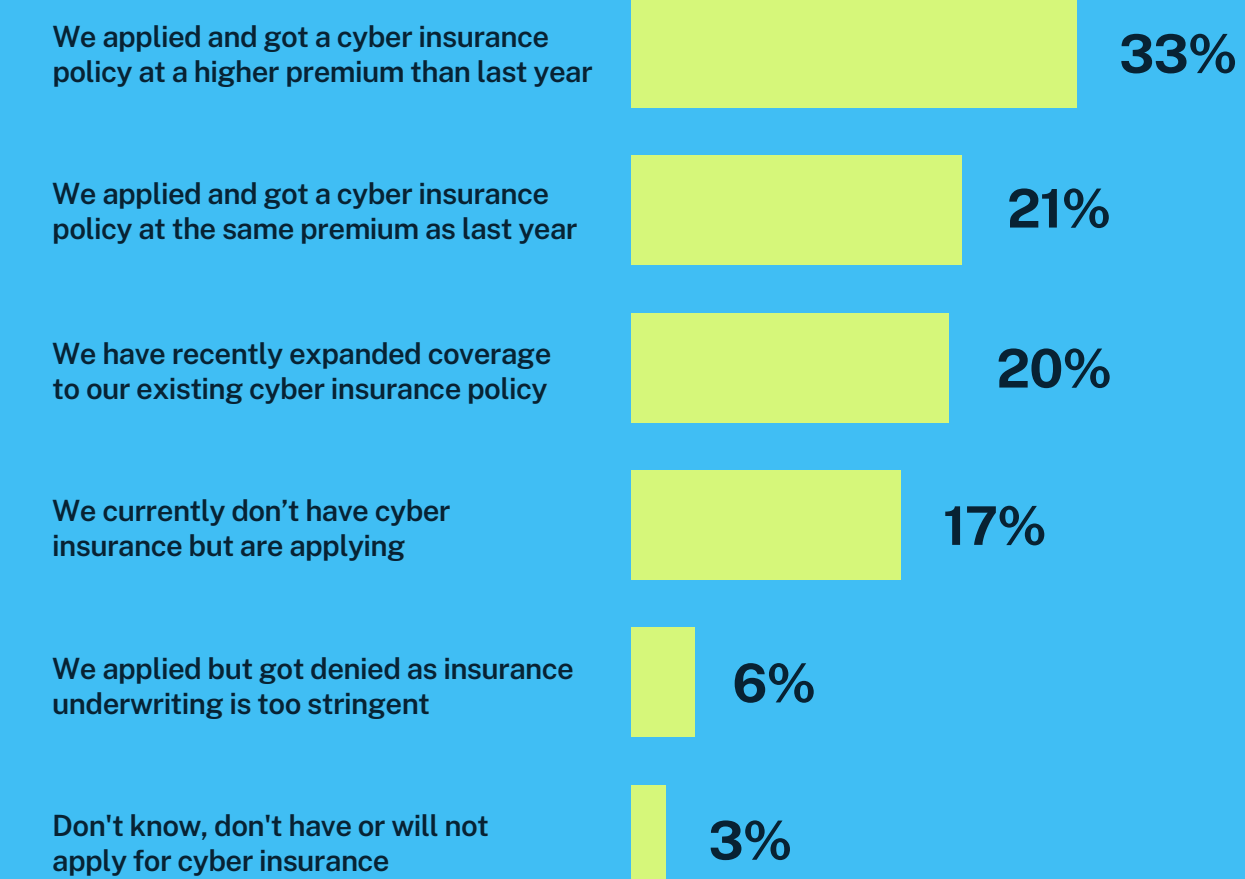 We applied and got a cyber insurance
policy at a higher premium than last year
33%
We applied and got a cyber insurance
policy at the same premium as last year
21%
We have recently expanded coverage
to our existing cyber insurance policy
20%
We currently don’t have cyber
insurance but are applying
17%
We applied but got denied as insurance
underwriting is too stringent
6%
Don't know, don't have or will not
apply for cyber insurance
3%